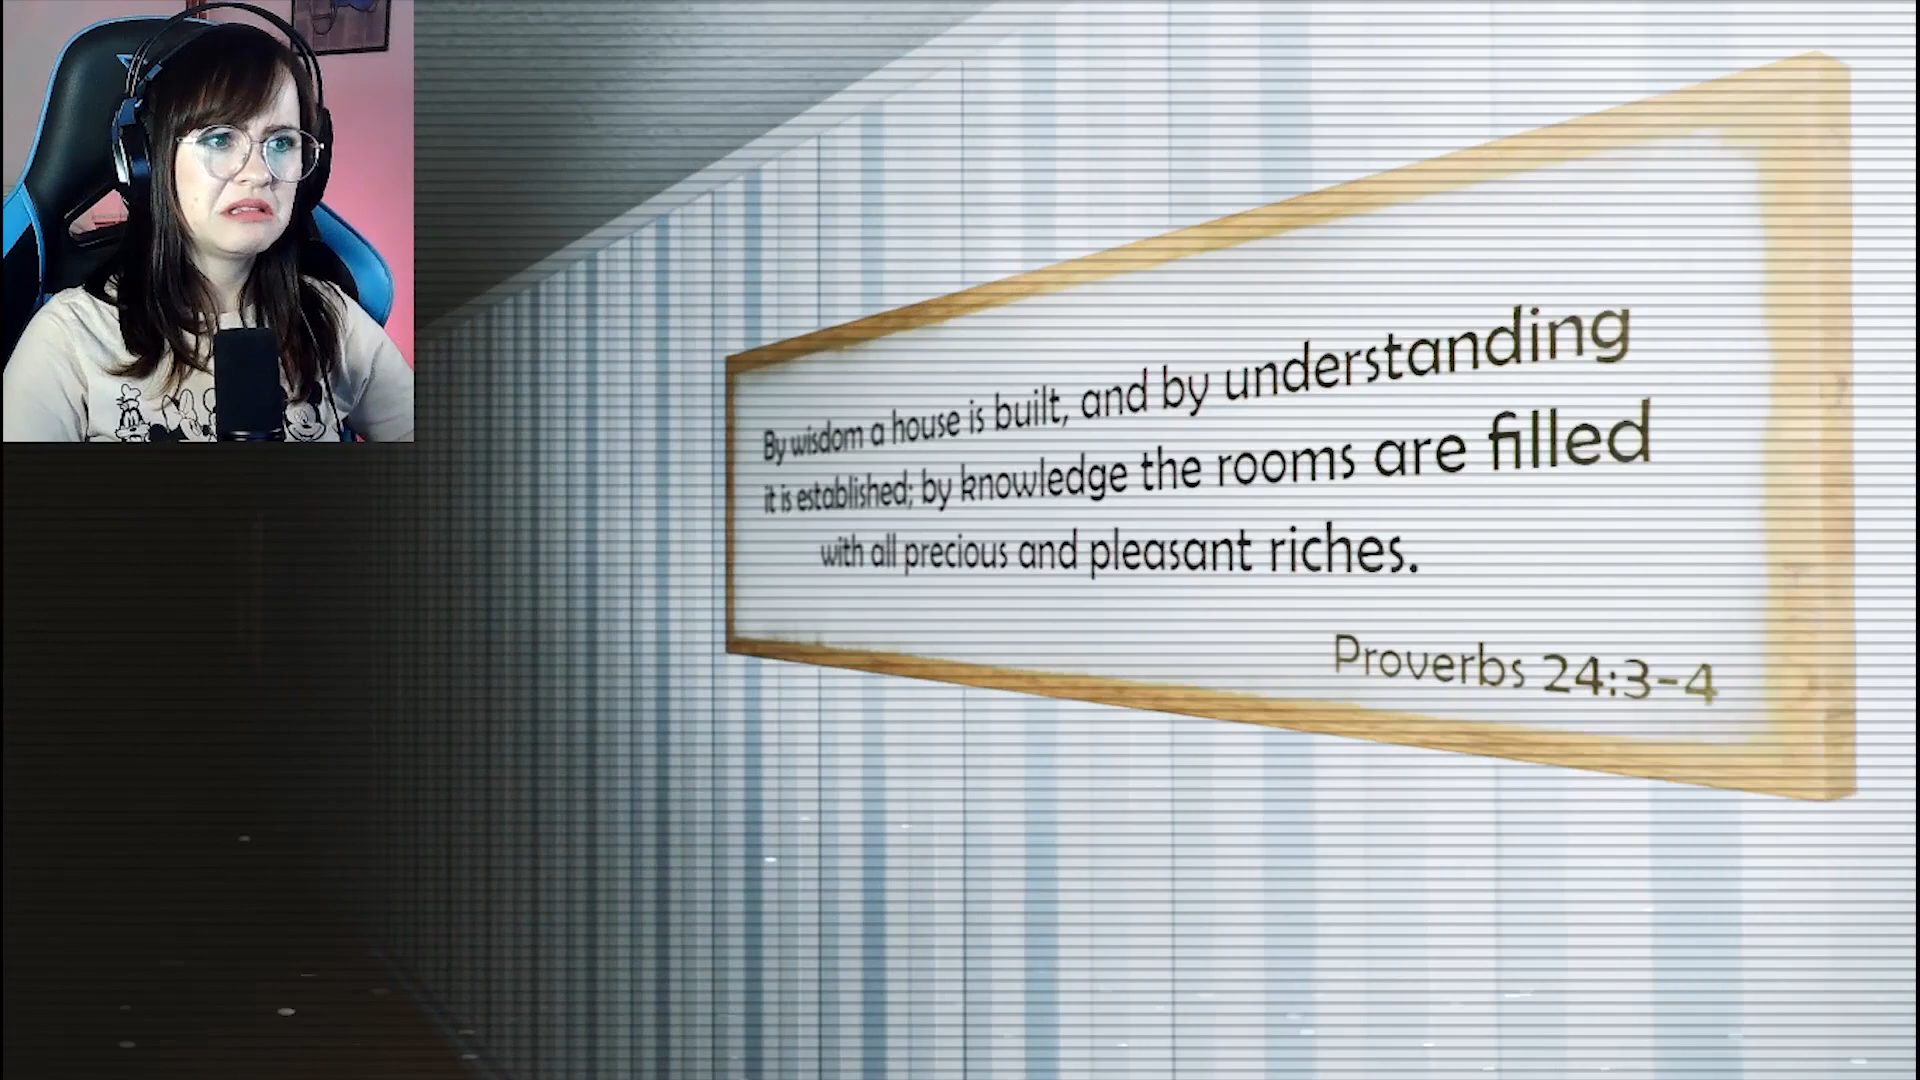 By wisdom a house is built, and by understanding
it is established; by knowledge the rooms are filled
with all precious and pleasant riches.
Proverbs 24:3-4